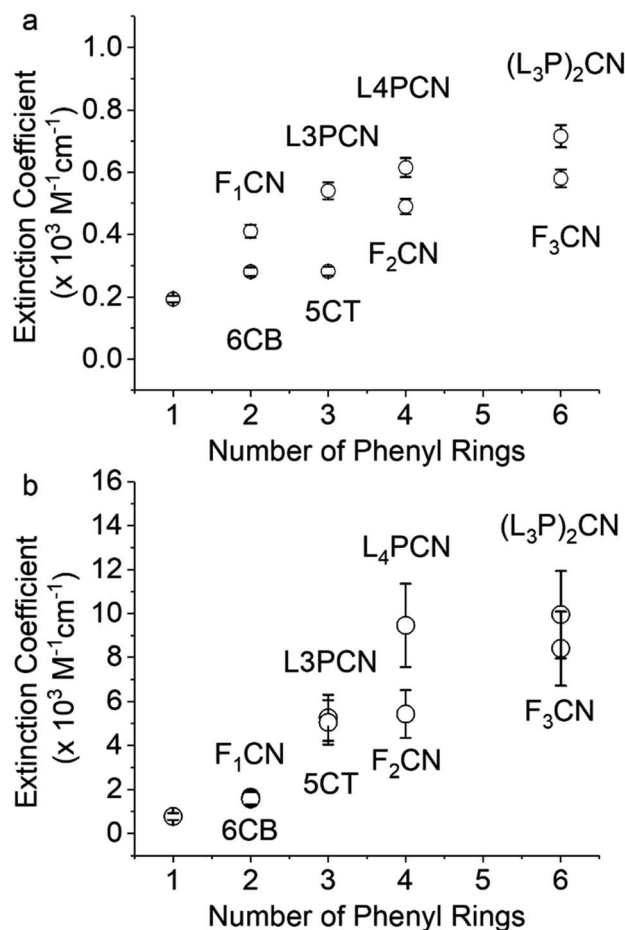 a
1.0
0.8
0.6
0.4
0.2
0.0
Extinction Coefficient
(x 10³ M⁻¹cm⁻¹)
(L₃P)₂CN
L4PCN
L3PCN
F₁CN
F₂CN
F₃CN
5CT
6CB
1 2 3 4 5 6
Number of Phenyl Rings
b
16
14
12
10
8
6
4
2
0
Extinction Coefficient
(x 10³ M⁻¹cm⁻¹)
(L₃P)₂CN
L₄PCN
L3PCN
F₁CN
F₃CN
F₂CN
5CT
6CB
1 2 3 4 5 6
Number of Phenyl Rings